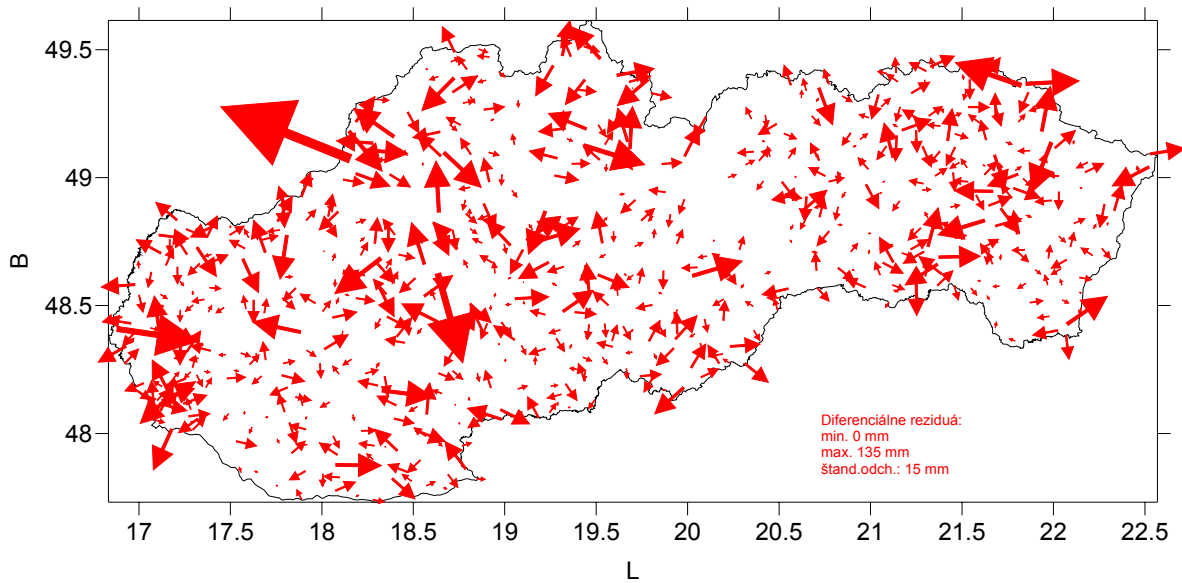 49.5
49
48.5
48
B
Diferenciálne reziduá:
min. 0 mm
max. 135 mm
štand.odch.: 15 mm
17 17.5 18 18.5 19 19.5 20 20.5 21 21.5 22 22.5
L